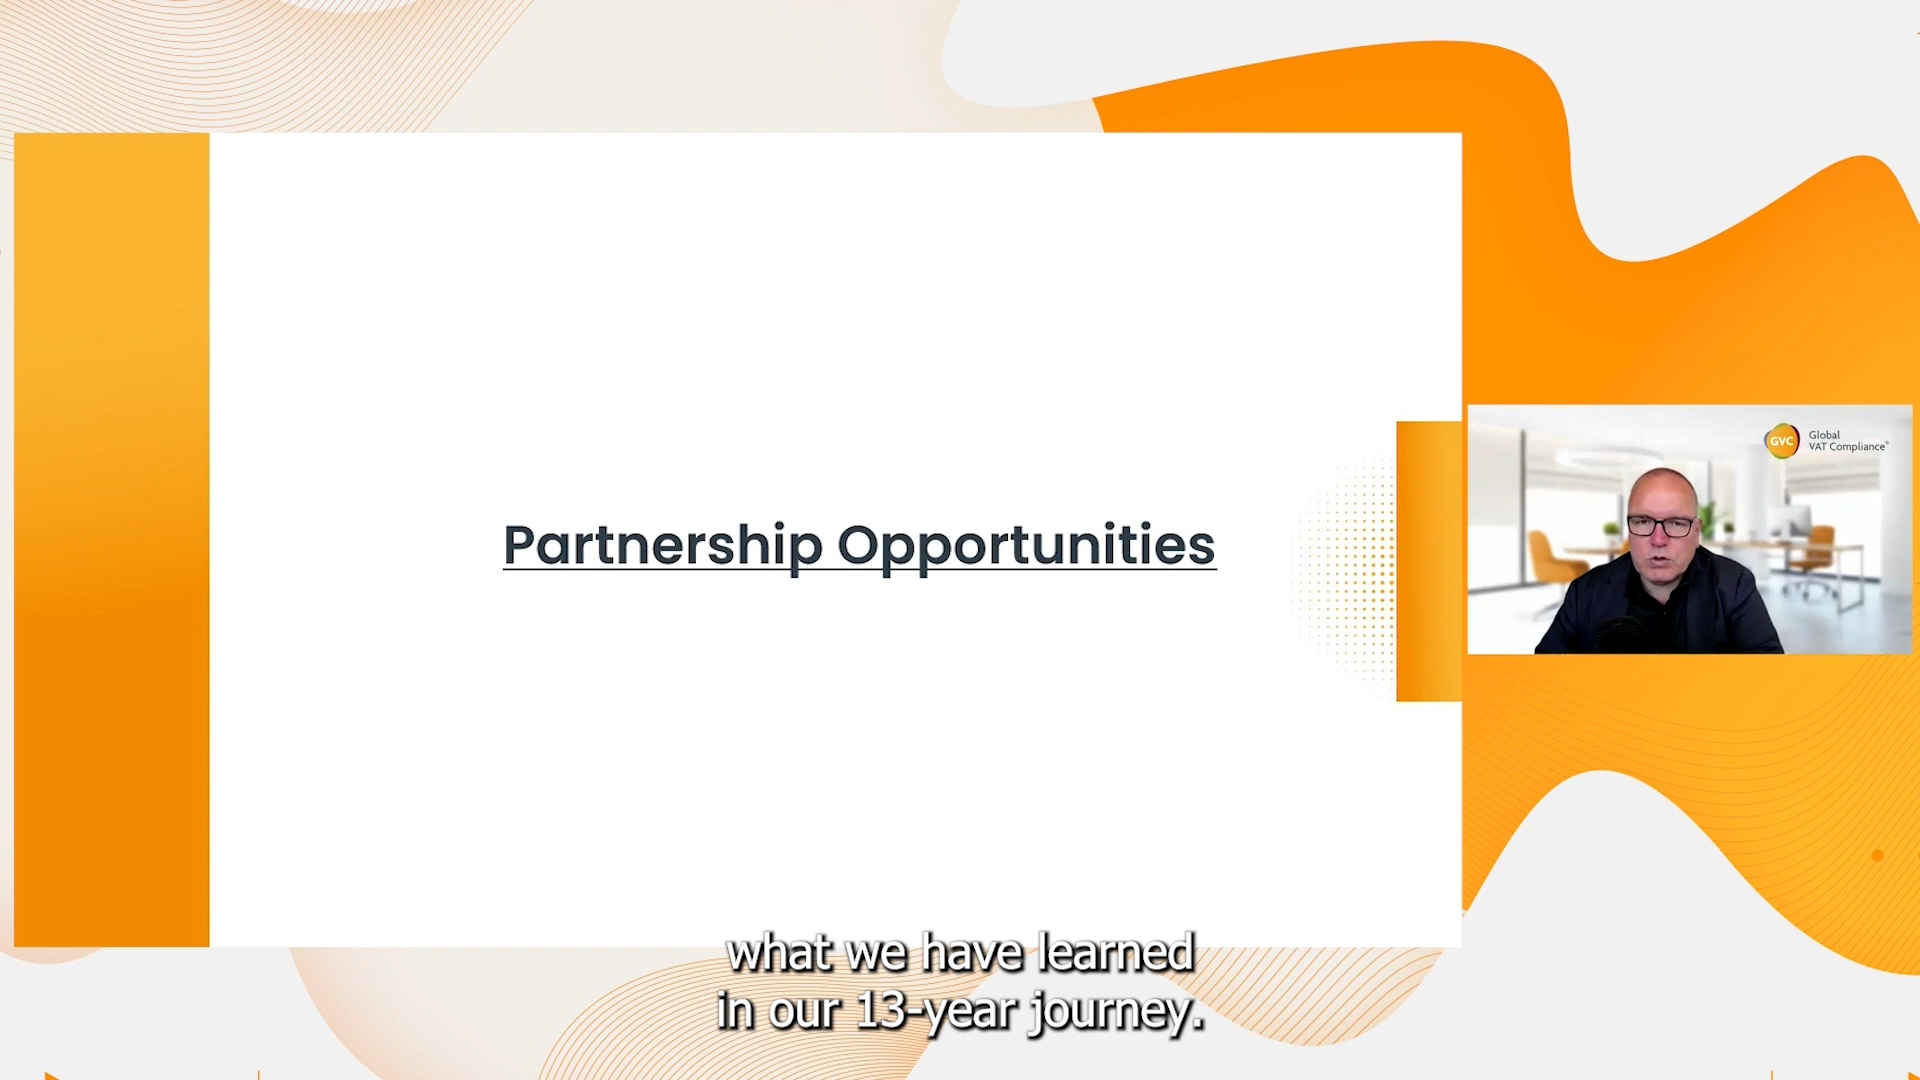 Partnership Opportunities
GVC
Global
VAT Compliance®
what we have learned
in our 13-year journey.